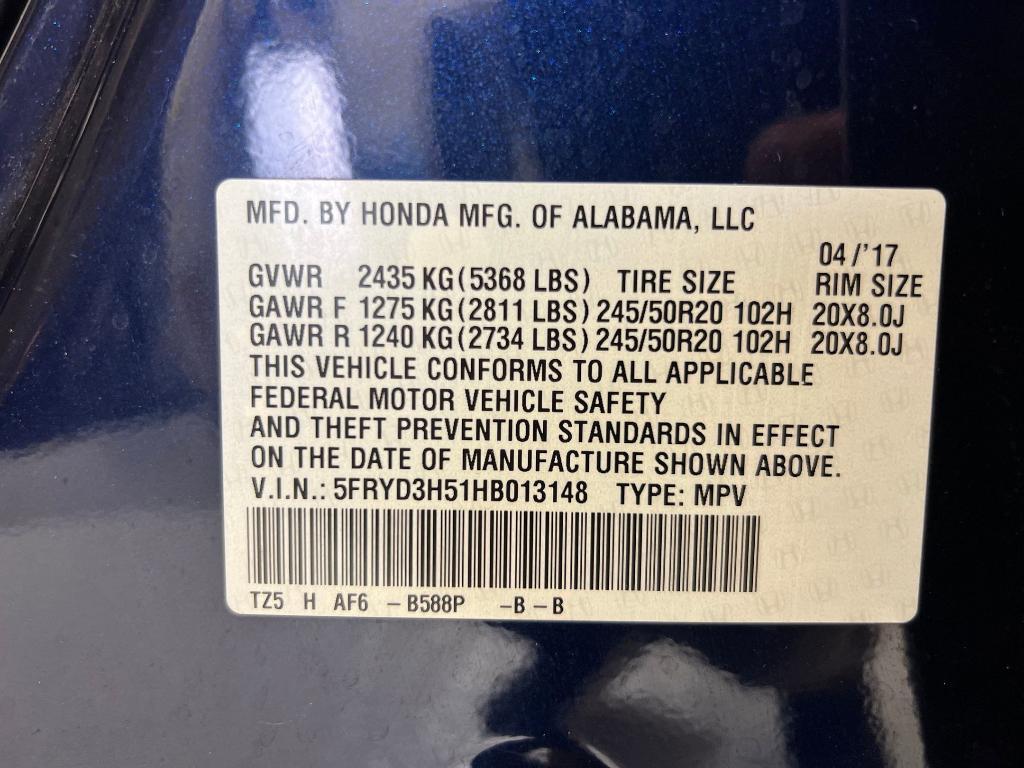 MFD. BY HONDA MFG. OF ALABAMA, LLC
04/'17
GVWR 2435 KG (5368 LBS) TIRE SIZE RIM SIZE
GAWR F 1275 KG (2811 LBS) 245/50R20 102H 20X8.0J
GAWR R 1240 KG (2734 LBS) 245/50R20 102H 20X8.0J
THIS VEHICLE CONFORMS TO ALL APPLICABLE
FEDERAL MOTOR VEHICLE SAFETY
AND THEFT PREVENTION STANDARDS IN EFFECT
ON THE DATE OF MANUFACTURE SHOWN ABOVE.
V.I.N.: 5FRYD3H51HB013148 TYPE: MPV
TZ5 H AF6 - B588P - B - B